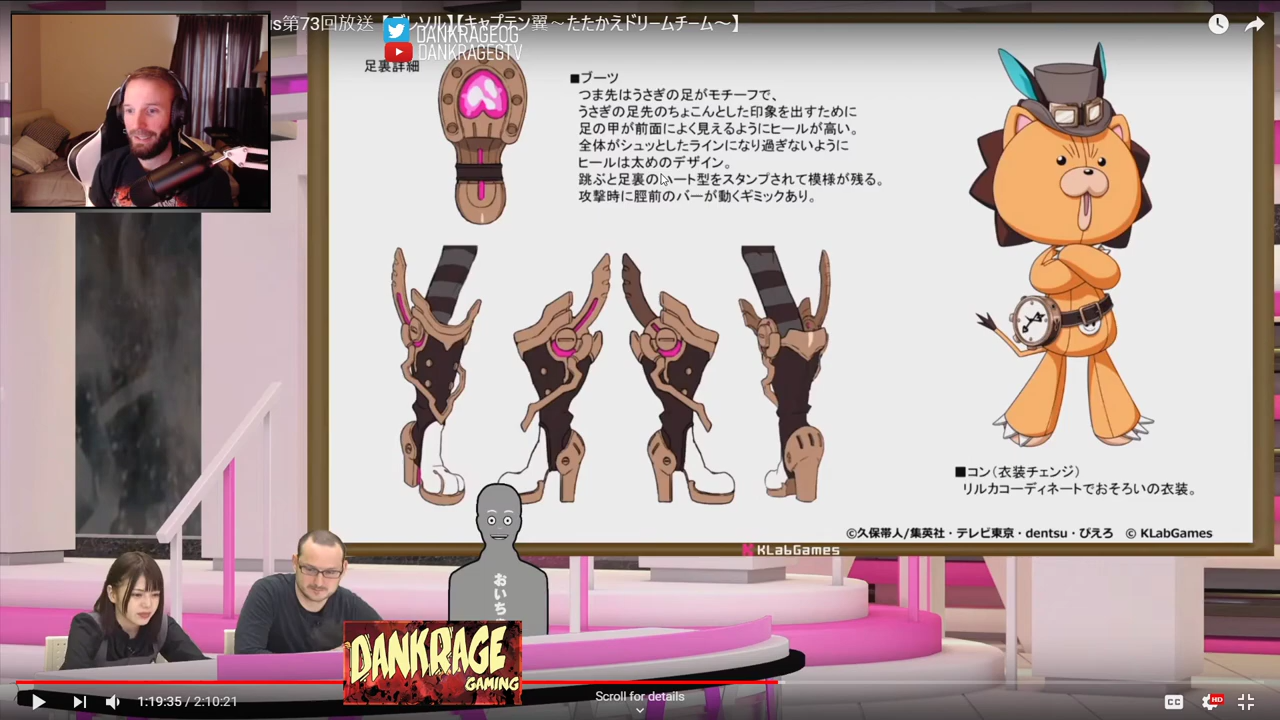 us第73回放送【ブレソル】【キャプテン翼～たたかえドリームチーム～】
DANKRAGEOG
DANKRAGEGTV
足裏詳細
■ブーツ
つま先はうさぎの足がモチーフで、
うさぎの足先のちょこんとした印象を出すために
足の甲が前面によく見えるようにヒールが高い。
全体がシュッとしたラインになり過ぎないように
ヒールは太めのデザイン。
跳ぶと足裏のハート型をスタンプされて模様が残る。
攻撃時に脛前のバーが動くギミックあり。
■コン（衣装チェンジ）
リルカコーディネートでおそろいの衣装。
©久保帯人/集英社・テレビ東京・dentsu・ぴえろ © KLabGames
KLabGames
おいち
DANKRAGE
GAMING
1:19:35 / 2:10:21
Scroll for details
CC
HD